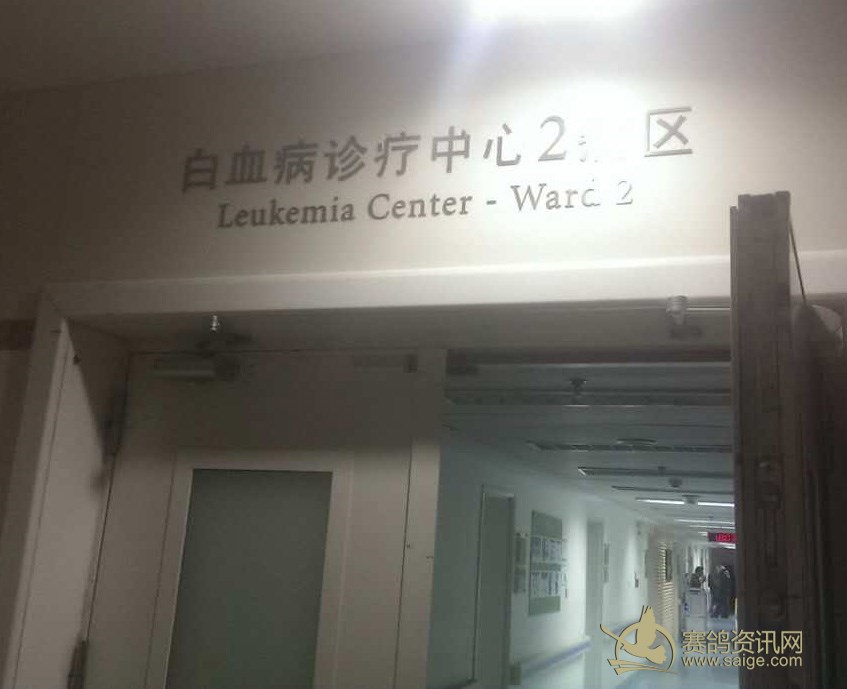 白血病诊疗中心2病区
Leukemia Center - Ward 2
赛鸽资讯网
www.saige.com